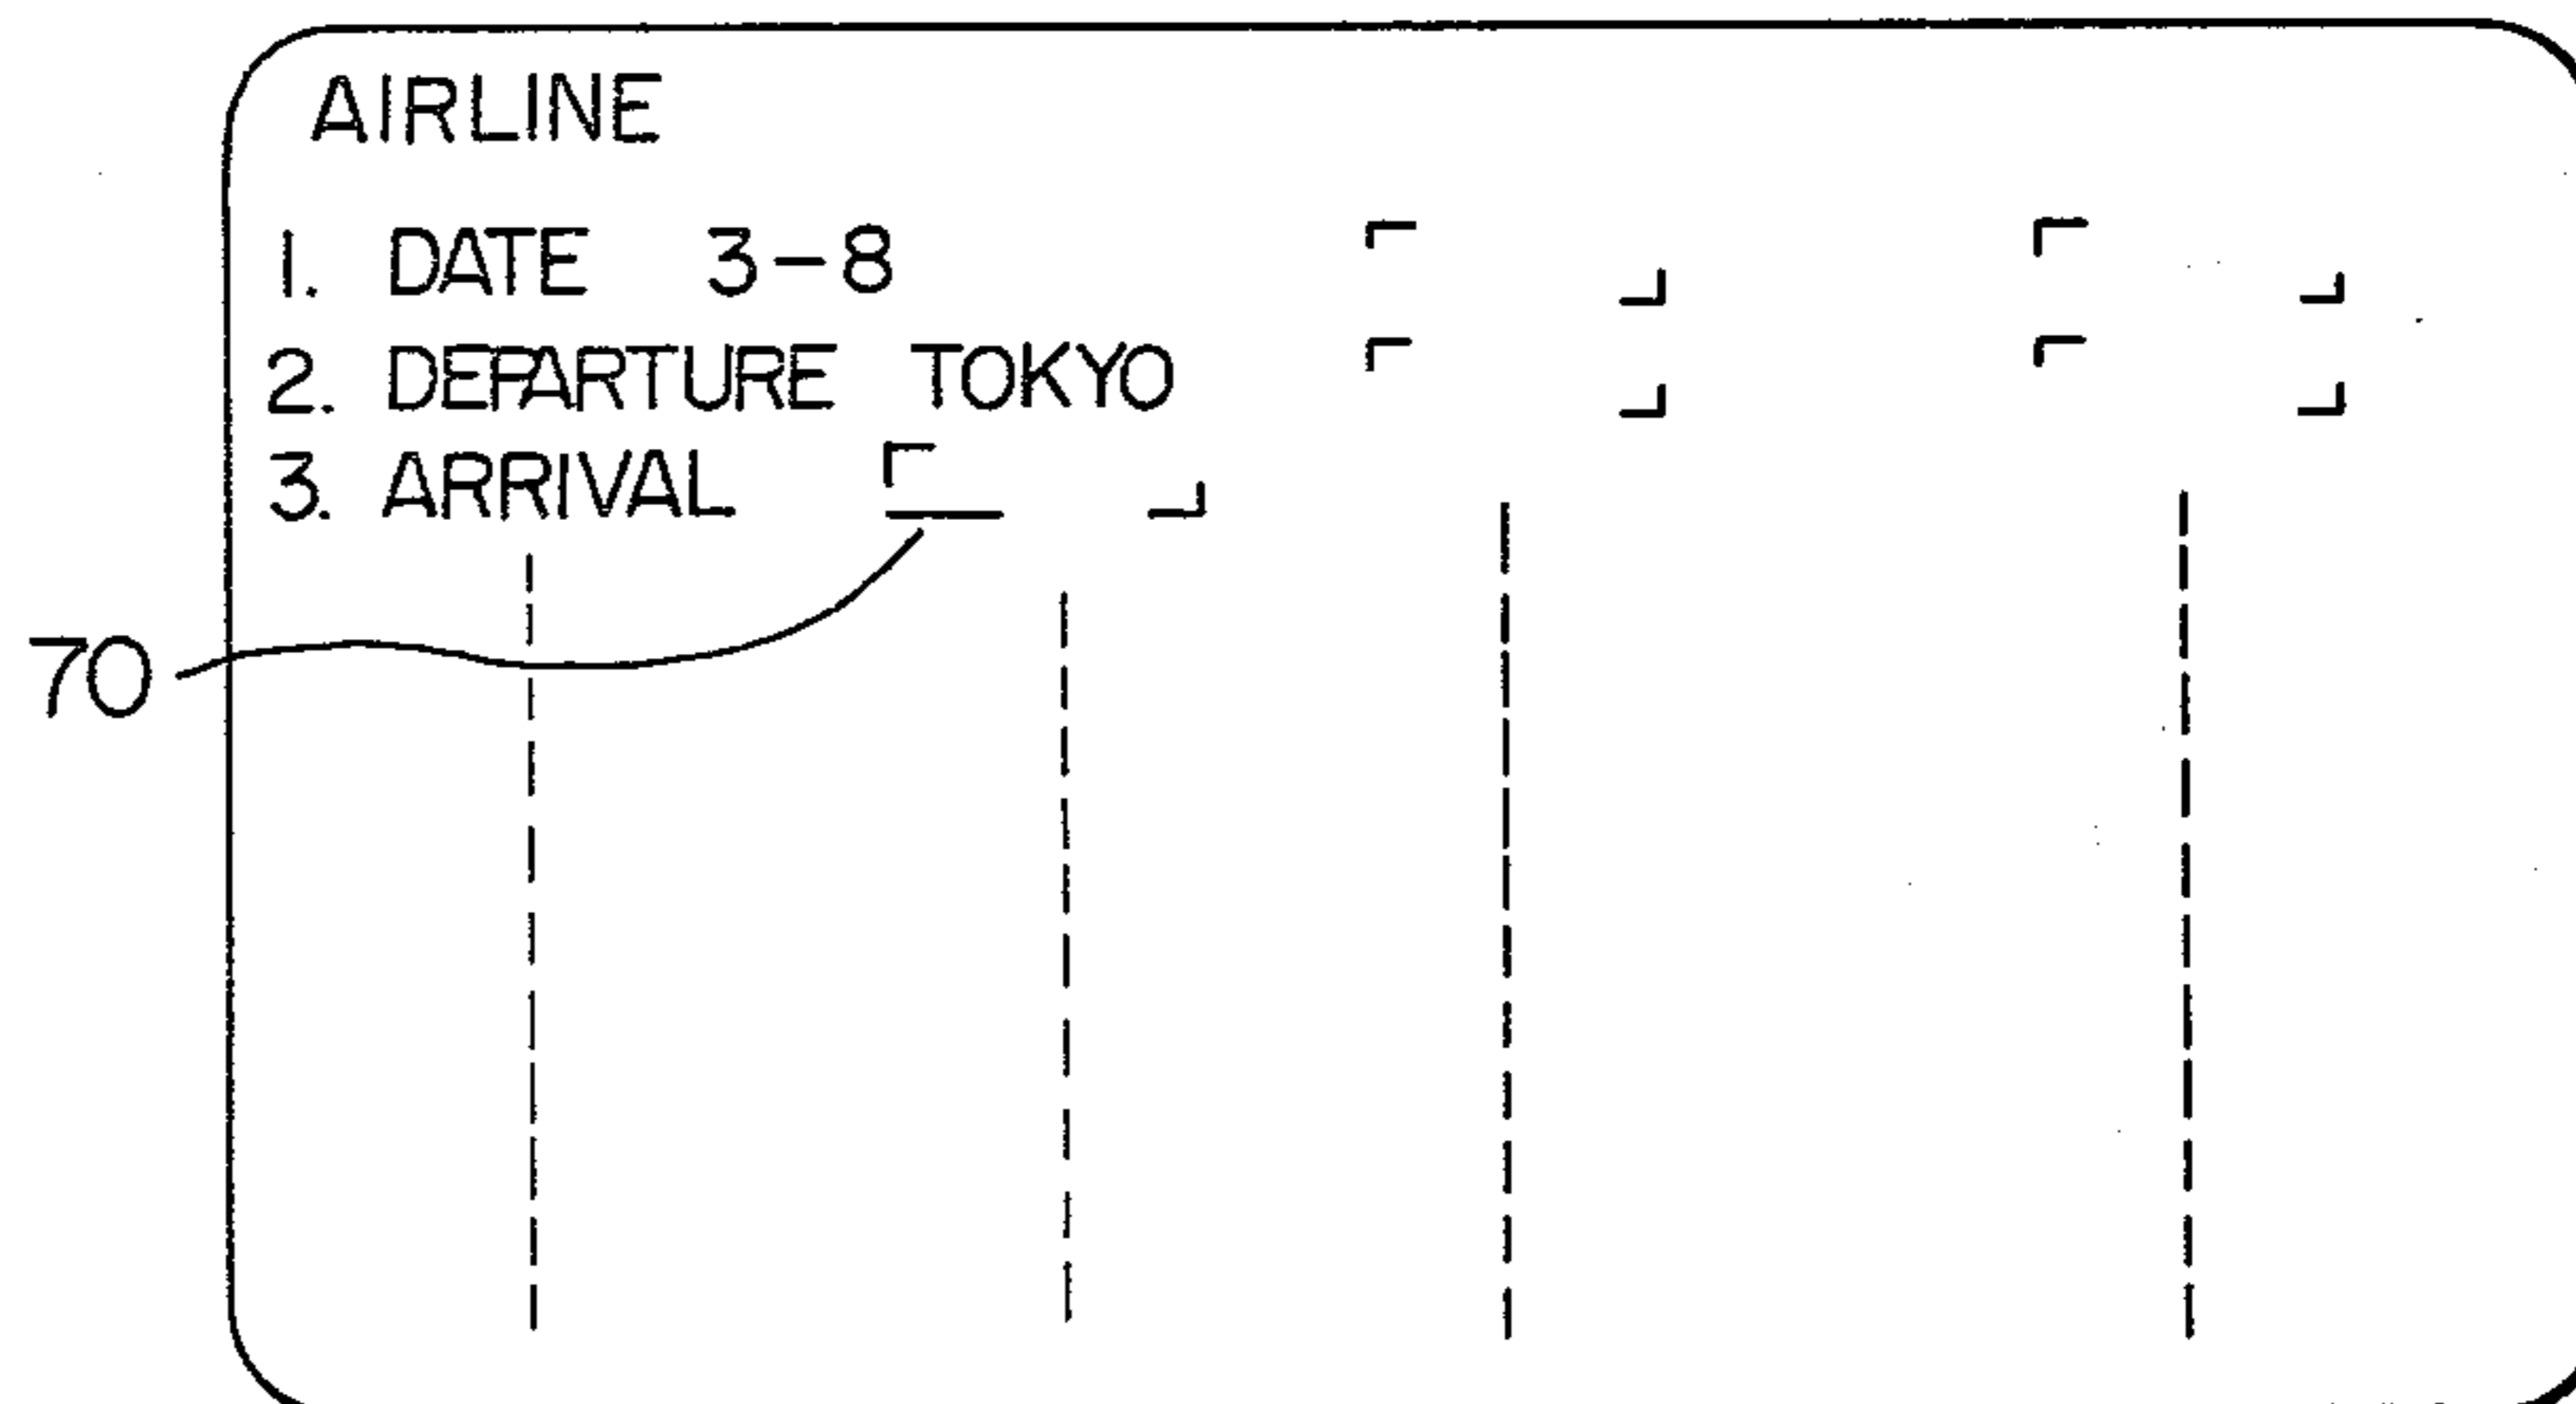 AIRLINE
1. DATE 3-8
2. DEPARTURE TOKYO
3. ARRIVAL
70